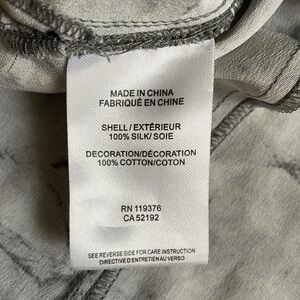 MADE IN CHINA
FABRIQUÉ EN CHINE
SHELL/EXTÉRIEUR
100% SILK/SOIE
DECORATION/DÉCORATION
100% COTTON/COTON
RN 119376
CA 52192
SEE REVERSE SIDE FOR CARE INSTRUCTION
DIRECTIVE D'ENTRETIEN AU VERSO